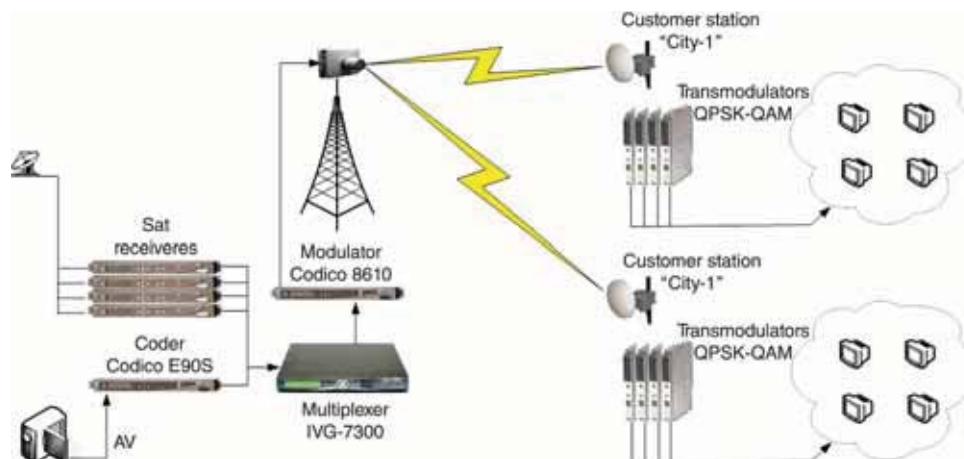 Customer station
"City-1"
Transmodulators
QPSK-QAM
Sat
receiveres
Modulator
Codico 8610
Coder
Codico E90S
AV
Multiplexer
IVG-7300
Customer station
"City-1"
Transmodulators
QPSK-QAM